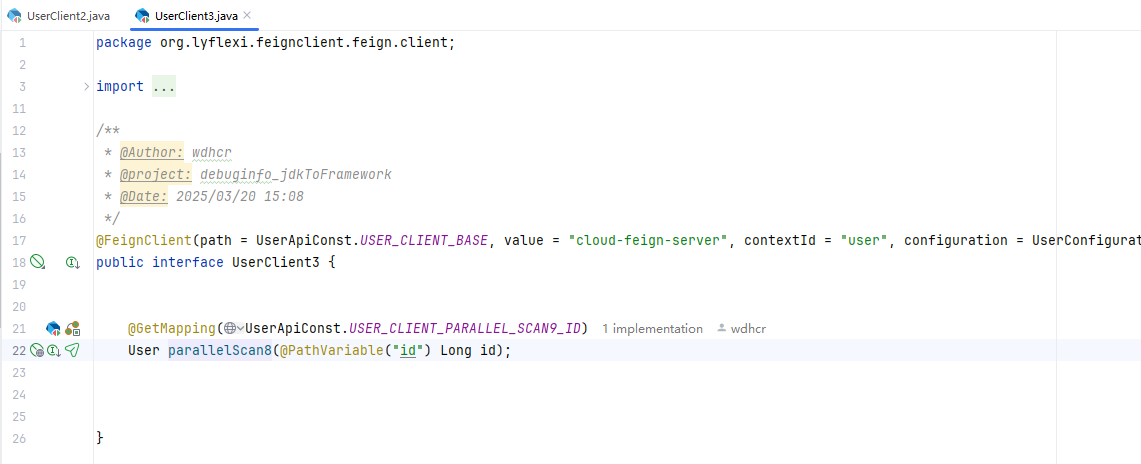 UserClient2.java UserClient3.java
1 package org.lyflexi.feignclient.feign.client;
2
3 import ...
11
12 /**
13 * @Author: wdhcr
14 * @project: debuginfo_jdkToFramework
15 * @Date: 2025/03/20 15:08
16 */
17 @FeignClient(path = UserApiConst.USER_CLIENT_BASE, value = "cloud-feign-server", contextId = "user", configuration = UserConfigurat
18 public interface UserClient3 {
19
20
21 @GetMapping(UserApiConst.USER_CLIENT_PARALLEL_SCAN9_ID) 1 implementation wdhcr
22 User parallelScan8(@PathVariable("id") Long id);
23
24
25
26 }